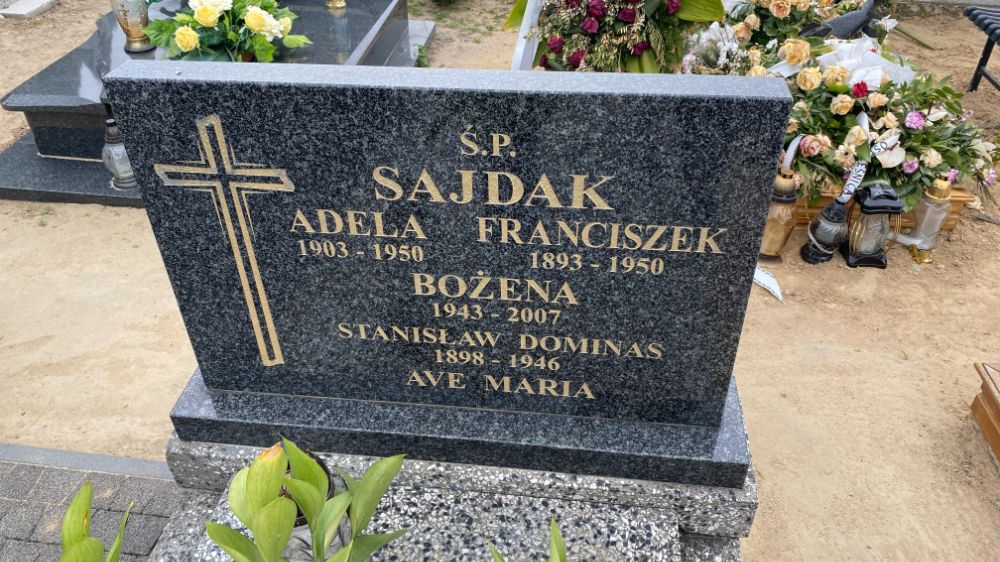 Ś.P.
SAJDAK
ADELA FRANCISZEK
1903 - 1950 1893 - 1950
BOŻENA
1943 - 2007
STANISŁAW DOMINAS
1898 - 1946
AVE MARIA